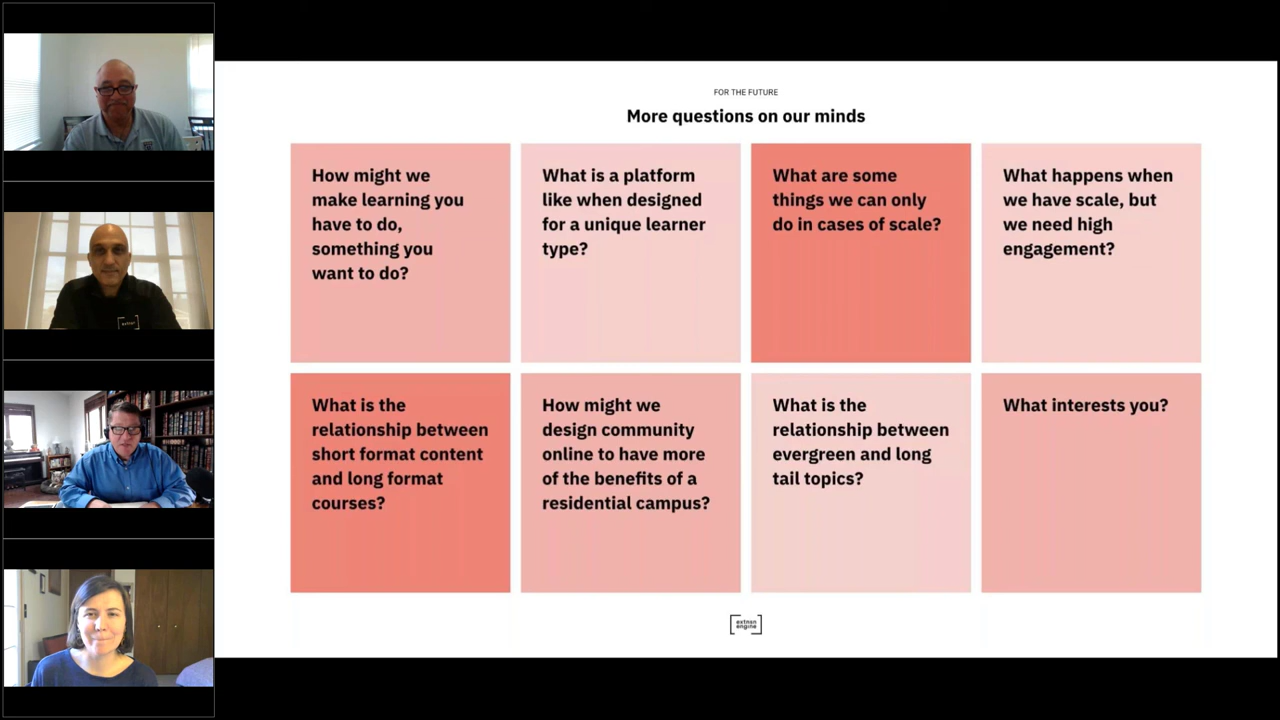 FOR THE FUTURE
More questions on our minds
How might we
make learning you
have to do,
something you
want to do?
What is a platform
like when designed
for a unique learner
type?
What are some
things we can only
do in cases of scale?
What happens when
we have scale, but
we need high
engagement?
What is the
relationship between
short format content
and long format
courses?
How might we
design community
online to have more
of the benefits of a
residential campus?
What is the
relationship between
evergreen and long
tail topics?
What interests you?
extnsn
engine